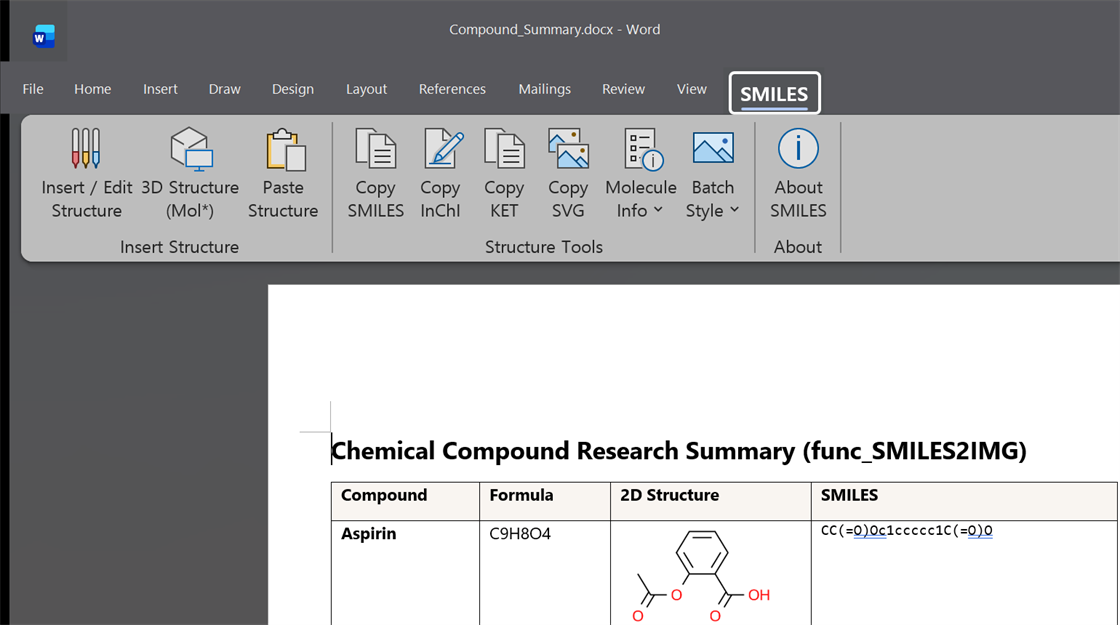 W
Compound_Summary.docx - Word
File Home Insert Draw Design Layout References Mailings Review View SMILES
Insert / Edit Structure
3D Structure (Mol*)
Paste Structure
Copy SMILES
Copy InChI
Copy KET
Copy SVG
Molecule Info
Batch Style
About SMILES
Insert Structure
Structure Tools
About
Chemical Compound Research Summary (func_SMILES2IMG)
Compound Formula 2D Structure SMILES
Aspirin C9H8O4 CC(=O)Oc1ccccc1C(=O)O
O OH
O O